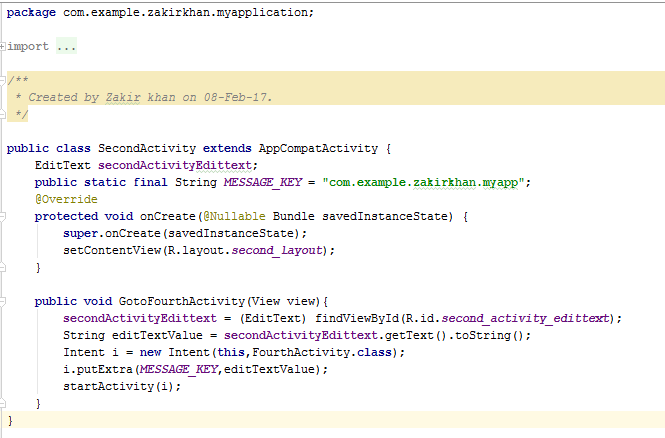 package com.example.zakirkhan.myapplication;
import ...
/**
 * Created by Zakir khan on 08-Feb-17.
 */
public class SecondActivity extends AppCompatActivity {
    EditText secondActivityEdittext;
    public static final String MESSAGE_KEY = "com.example.zakirkhan.myapp";
    @Override
    protected void onCreate(@Nullable Bundle savedInstanceState) {
        super.onCreate(savedInstanceState);
        setContentView(R.layout.second_layout);
    }
    public void GotoFourthActivity(View view){
        secondActivityEdittext = (EditText) findViewById(R.id.second_activity_edittext);
        String editTextValue = secondActivityEdittext.getText().toString();
        Intent i = new Intent(this,FourthActivity.class);
        i.putExtra(MESSAGE_KEY,editTextValue);
        startActivity(i);
    }
}